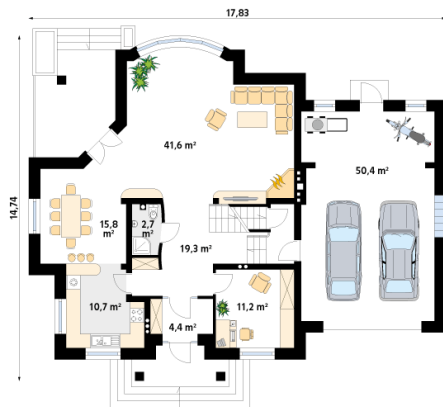 17,83
14,74
41,6 m²
50,4 m²
15,8
m²
2,7
m²
19,3 m²
10,7 m²
11,2 m²
4,4 m²